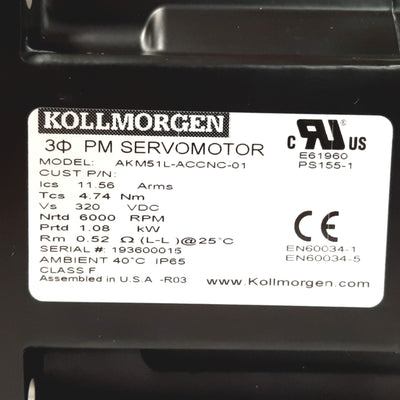 KOLLMORGEN
3Φ PM SERVOMOTOR
MODEL: AKM51L-ACCNC-01
CUST P/N:
Ics 11.56 Arms
Tcs 4.74 Nm
Vs 320 VDC
Nrtd 6000 RPM
Prtd 1.08 kW
Rm 0.52 Ω (L-L)@25°C
SERIAL #: 193600015
AMBIENT 40°C IP65
CLASS F
Assembled in U.S.A -R03
C RU US
E61960
PS155-1
CE
EN60034-1
EN60034-5
www.Kollmorgen.com